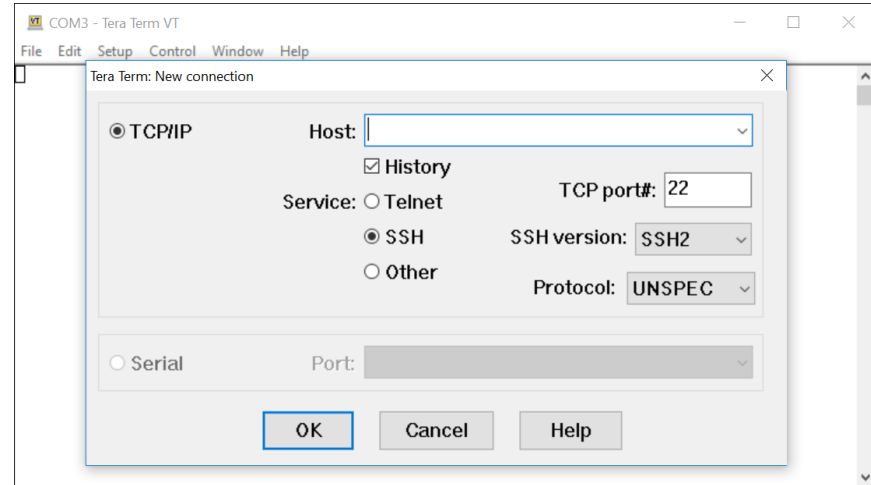 VT COM3 - Tera Term VT
File Edit Setup Control Window Help
Tera Term: New connection
TCP/IP Host:
History
Service: Telnet TCP port#: 22
SSH SSH version: SSH2
Other Protocol: UNSPEC
Serial Port:
OK Cancel Help